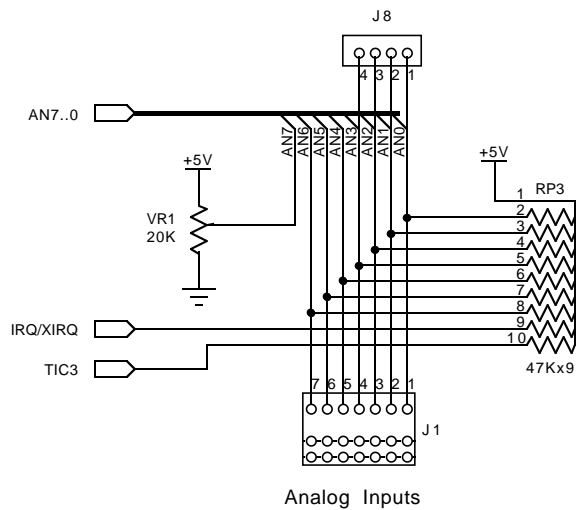 J8
4 3 2 1
AN7..0
AN7 AN6 AN5 AN4 AN3 AN2 AN1 AN0
+5V
VR1
20K
+5V
RP3
1
2
3
4
5
6
7
8
9
10
47Kx9
IRQ/XIRQ
TIC3
7 6 5 4 3 2 1
J1
Analog Inputs